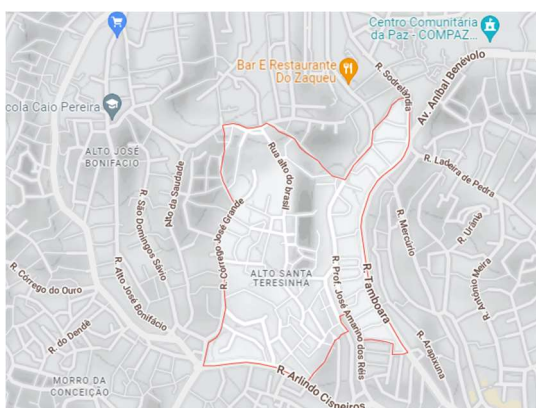 Centro Comunitária
da Paz - COMPAZ...
Bar E Restaurante
Do Zaqueu
R. Sodrelândia
Av. Aníbal Benévolo
cola Caio Pereira
ALTO JOSÉ
BONIFÁCIO
Rua alto do brasil
R. Ladeira de Pedra
Alto da Saudade
R. São Domingos Sávio
R. Córrego José Grande
R. Mercúrio
R. Urânio
R. Antônio Meira
ALTO SANTA
TERESINHA
R. Tamboara
R. Prof. José Amarino dos Reis
R. Córrego do Ouro
R. Alto José Bonifácio
R. do Dendê
R. Arapixuna
R. Arlindo Cisneiros
MORRO DA
CONCEIÇÃO